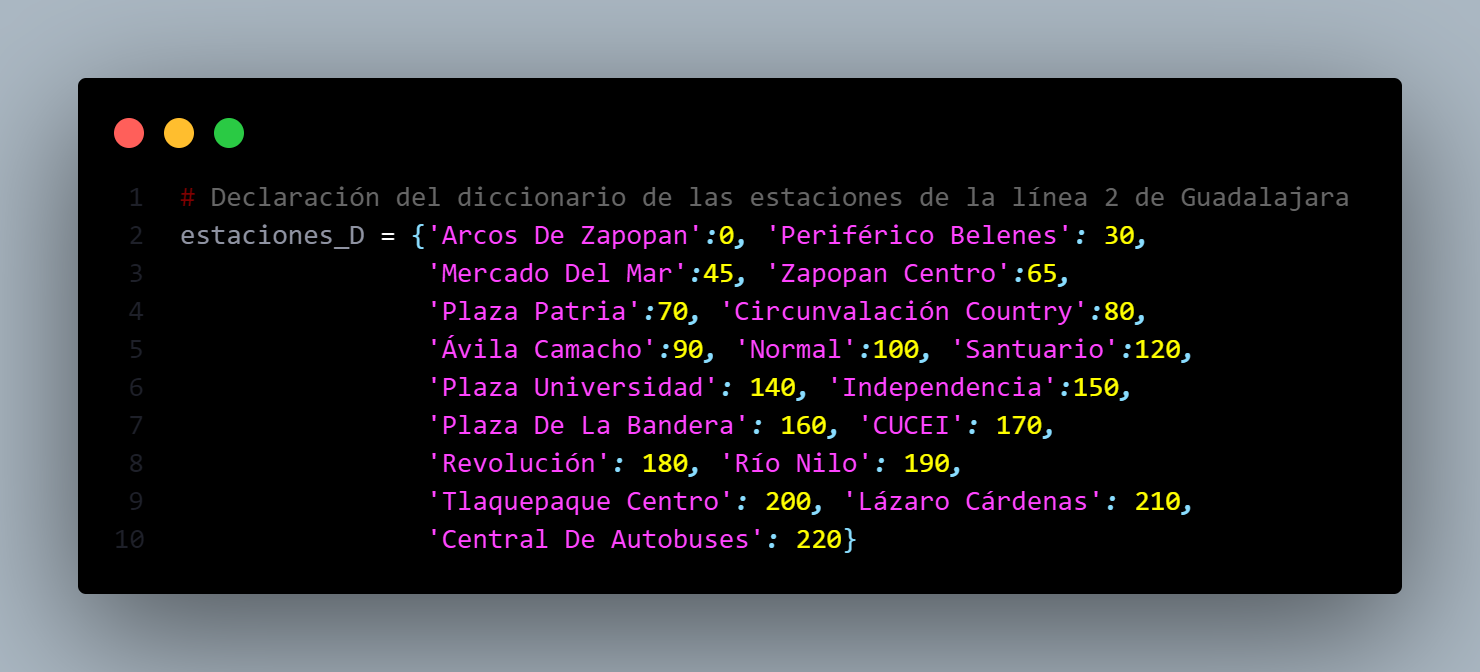 1 # Declaración del diccionario de las estaciones de la línea 2 de Guadalajara
2 estaciones_D = {'Arcos De Zapopan':0, 'Periférico Belenes': 30,
3 'Mercado Del Mar':45, 'Zapopan Centro':65,
4 'Plaza Patria':70, 'Circunvalación Country':80,
5 'Ávila Camacho':90, 'Normal':100, 'Santuario':120,
6 'Plaza Universidad': 140, 'Independencia':150,
7 'Plaza De La Bandera': 160, 'CUCEI': 170,
8 'Revolución': 180, 'Río Nilo': 190,
9 'Tlaquepaque Centro': 200, 'Lázaro Cárdenas': 210,
10 'Central De Autobuses': 220}